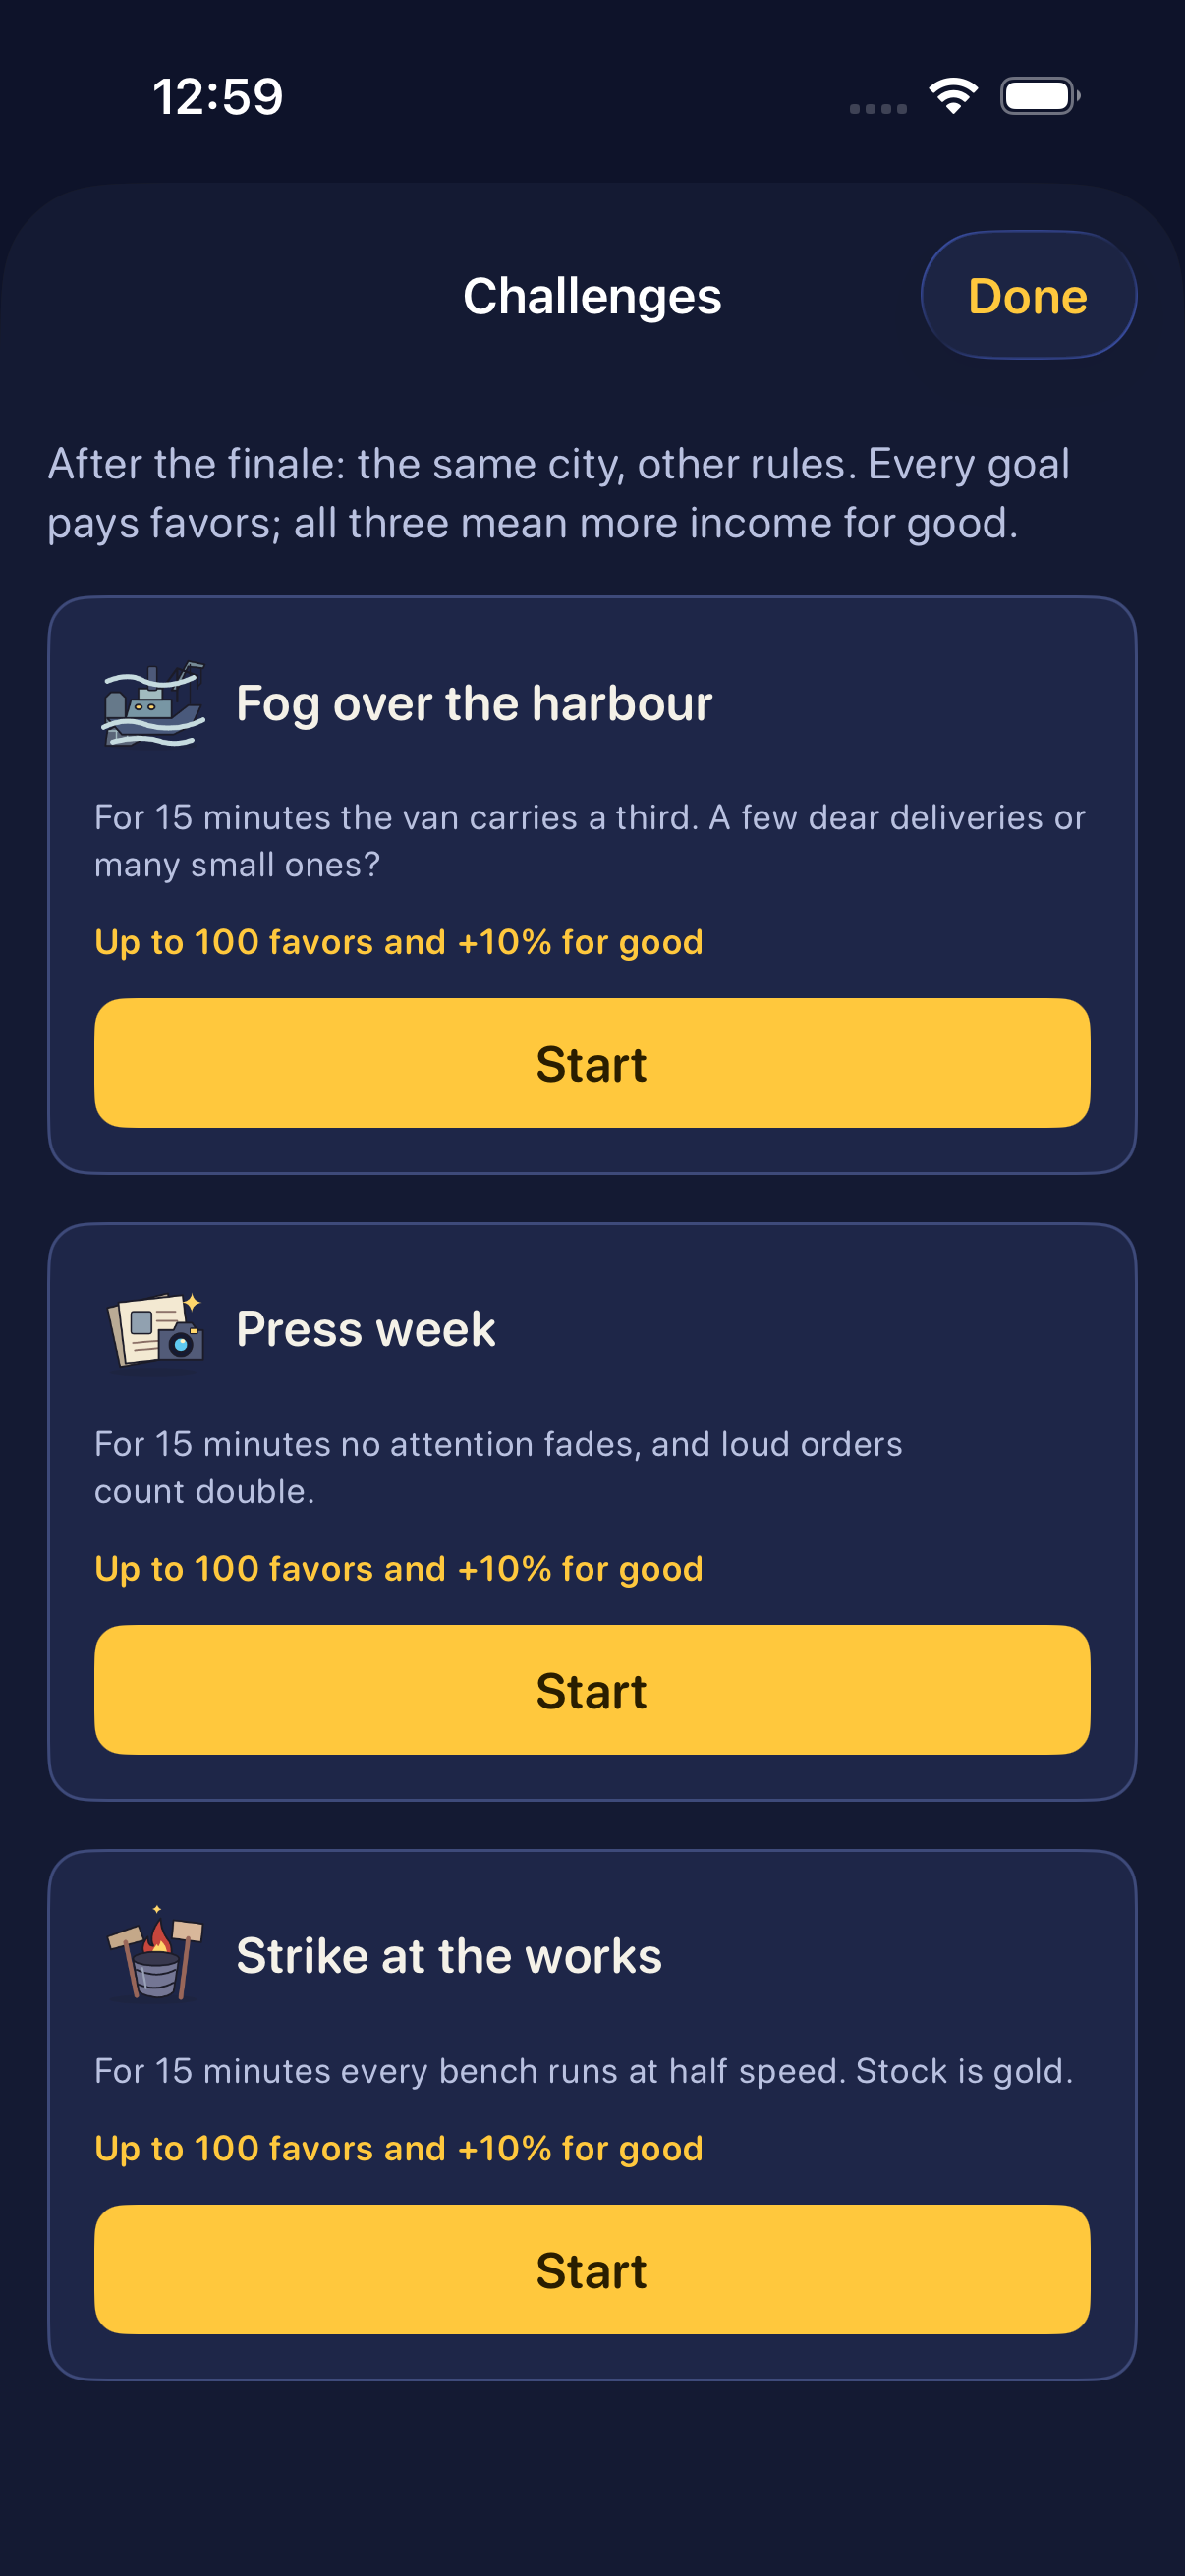 12:59
Challenges
Done
After the finale: the same city, other rules. Every goal
pays favors; all three mean more income for good.
Fog over the harbour
For 15 minutes the van carries a third. A few dear deliveries or
many small ones?
Up to 100 favors and +10% for good
Start
Press week
For 15 minutes no attention fades, and loud orders
count double.
Up to 100 favors and +10% for good
Start
Strike at the works
For 15 minutes every bench runs at half speed. Stock is gold.
Up to 100 favors and +10% for good
Start